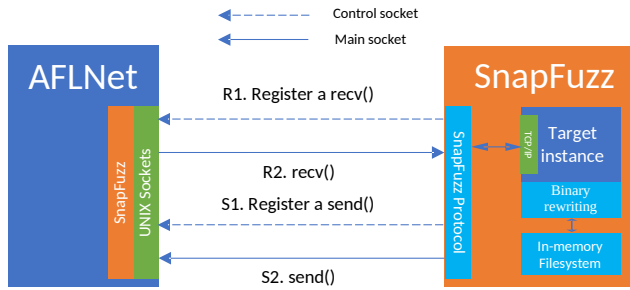 Control socket
Main socket
AFLNet
SnapFuzz
R1. Register a recv()
R2. recv()
S1. Register a send()
S2. send()
SnapFuzz
UNIX Sockets
SnapFuzz Protocol
TCP/IP
Target
instance
Binary
rewriting
In-memory
Filesystem